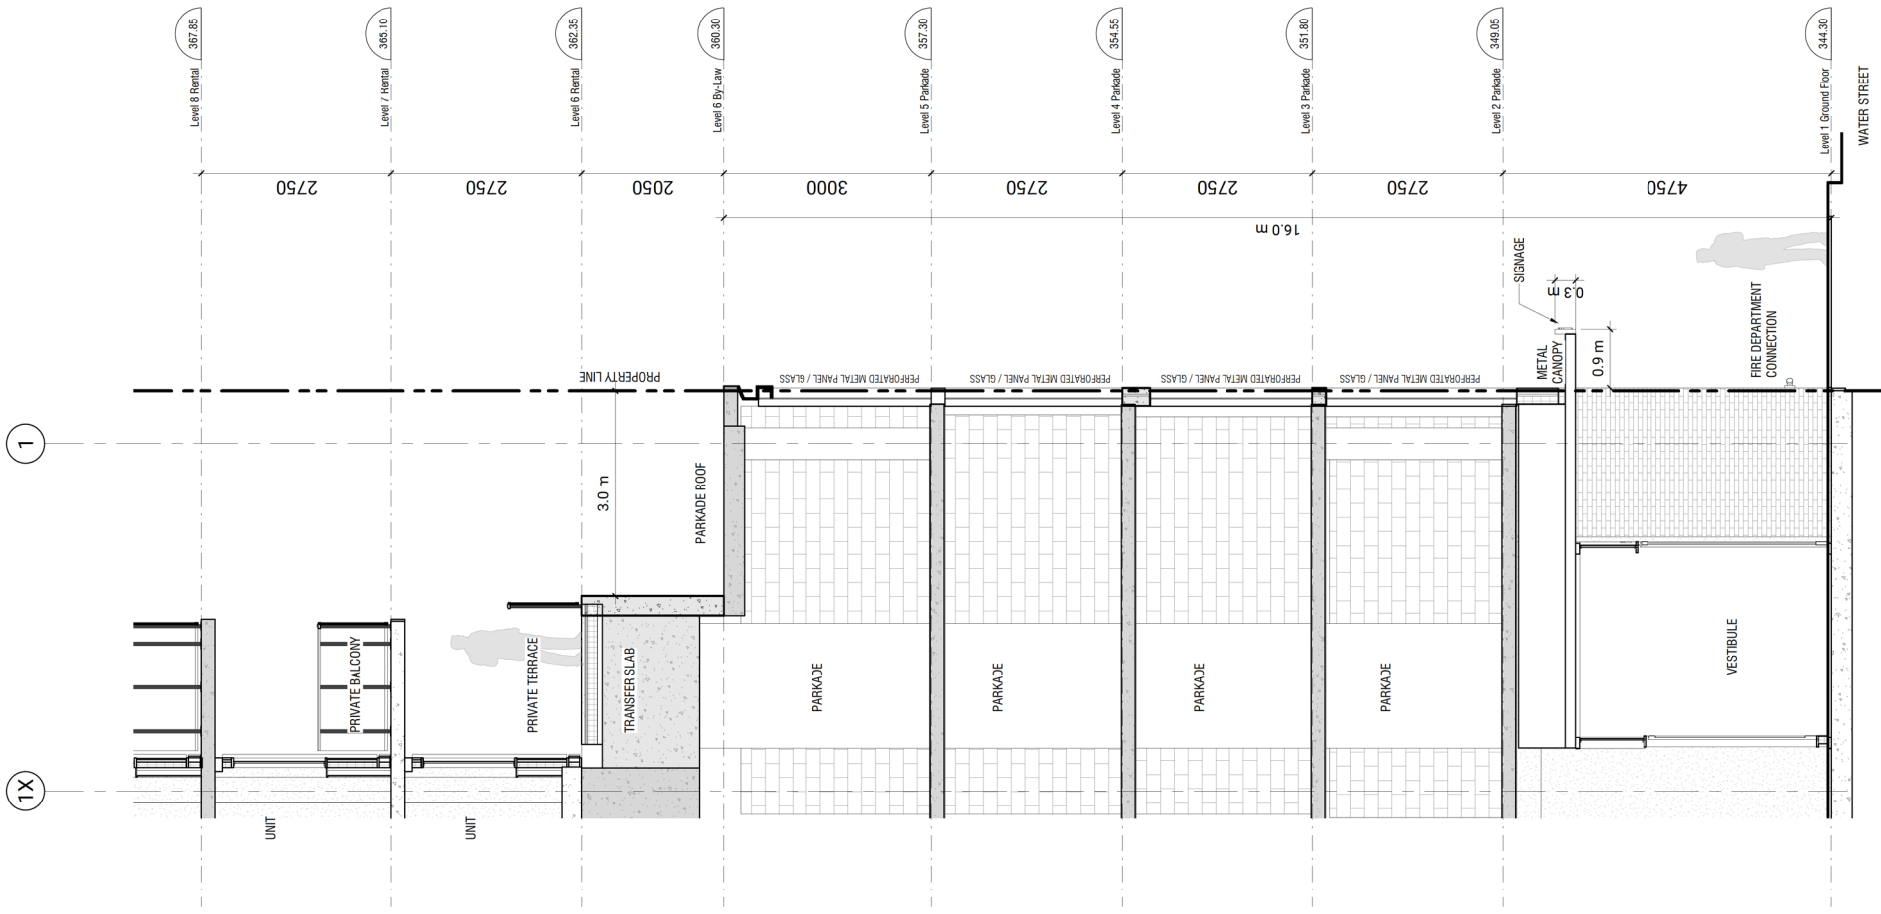 367.85
365.10
362.35
360.30
357.30
354.55
351.80
349.05
344.30
Level 8 Rental
Level 7 Rental
Level 6 Rental
Level 6 By-Law
Level 5 Parkade
Level 4 Parkade
Level 3 Parkade
Level 2 Parkade
Level 1 Ground Floor
WATER STREET
2750
2750
2050
3000
2750
2750
2750
4750
16.0 m
SIGNAGE
0.3 m
METAL
CANOPY
0.9 m
FIRE DEPARTMENT
CONNECTION
PROPERTY LINE
PERFORATED METAL PANEL / GLASS
PERFORATED METAL PANEL / GLASS
PERFORATED METAL PANEL / GLASS
PERFORATED METAL PANEL / GLASS
1
3.0 m
PARKADE ROOF
PRIVATE BALCONY
PRIVATE TERRACE
TRANSFER SLAB
PARKADE
PARKADE
PARKADE
PARKADE
VESTIBULE
1X
UNIT
UNIT